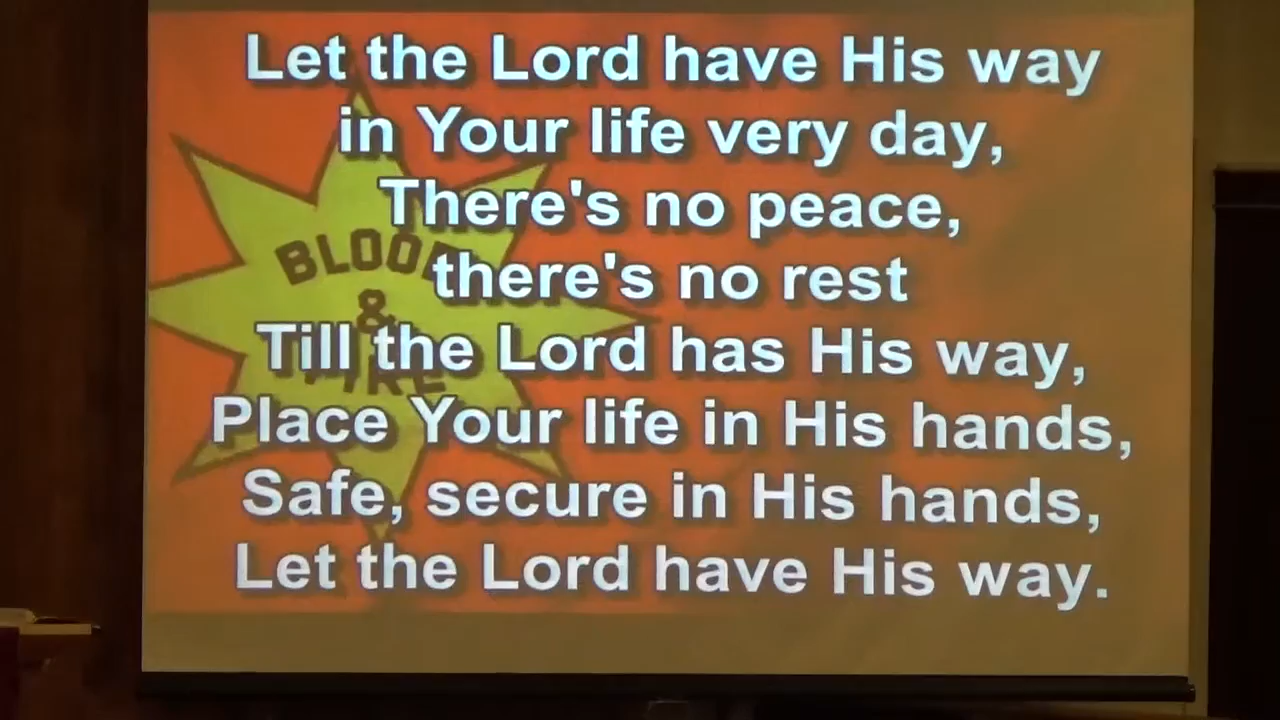 Let the Lord have His way
in Your life very day,
There's no peace,
there's no rest
Till the Lord has His way,
Place Your life in His hands,
Safe, secure in His hands,
Let the Lord have His way.
BLOOD
&
FIRE